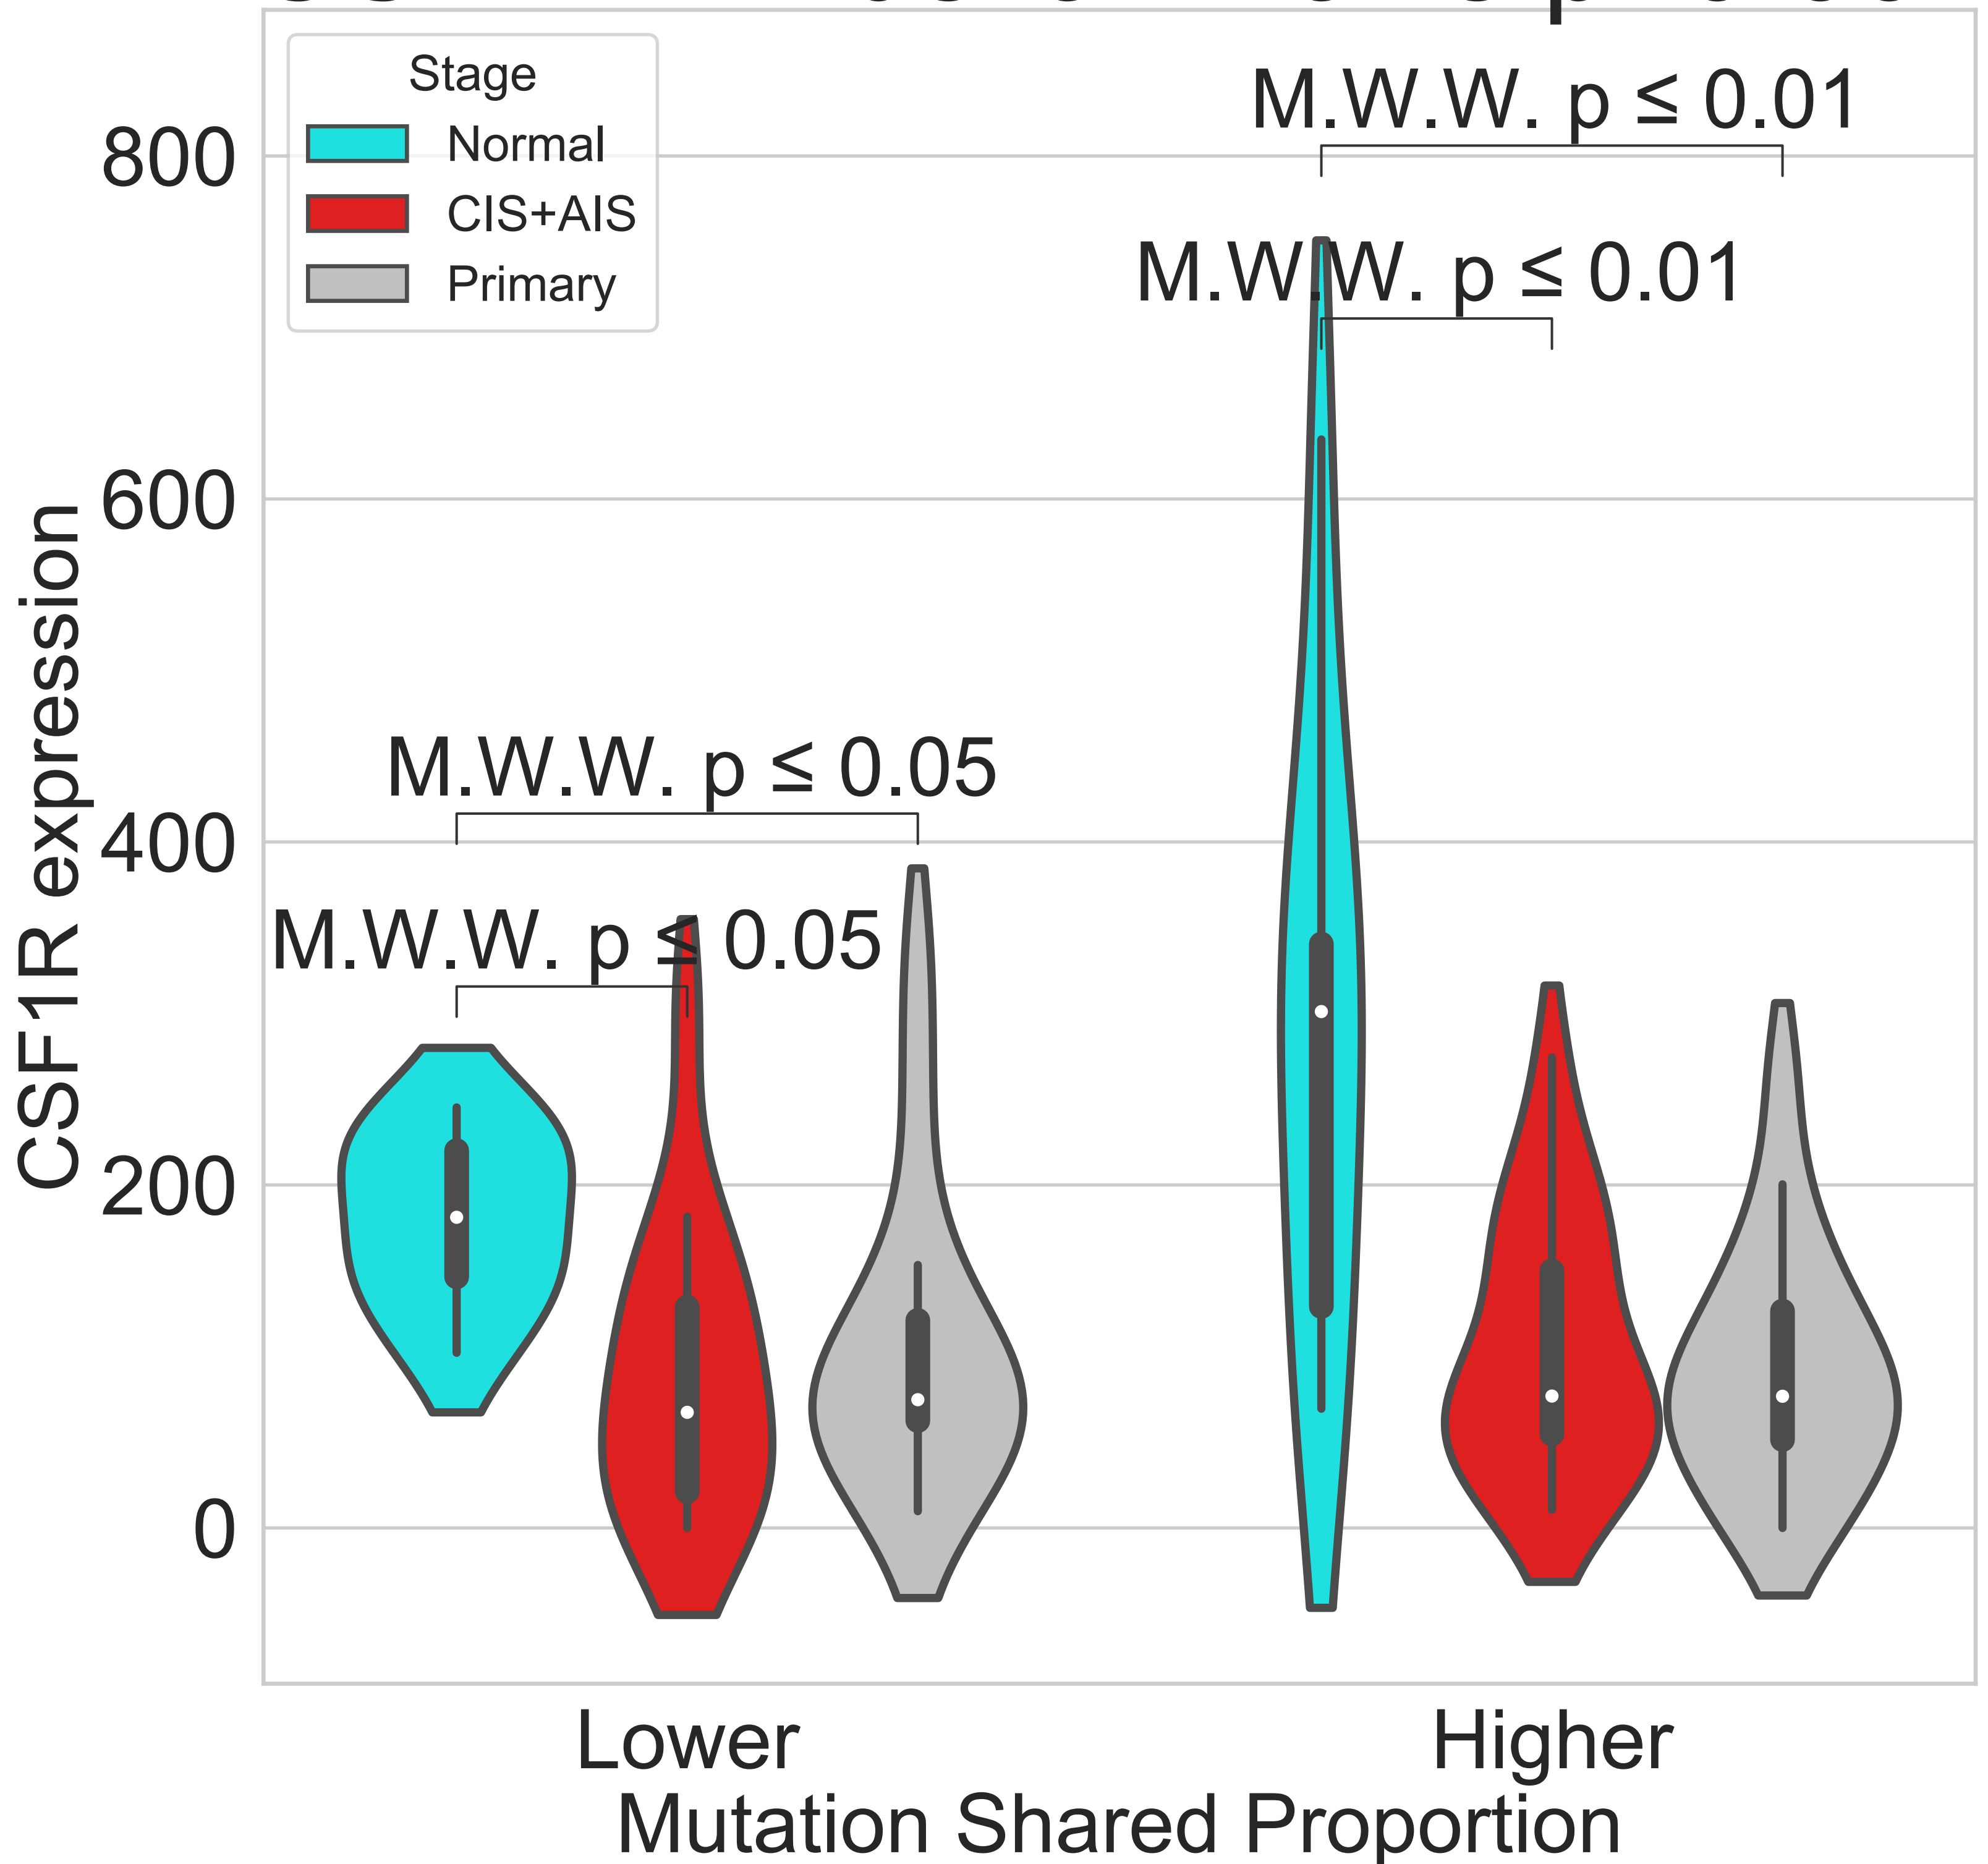 Stage
Normal
CIS+AIS
Primary
M.W.W. p ≤ 0.01
M.W.W. p ≤ 0.01
M.W.W. p ≤ 0.05
M.W.W. p ≤ 0.05
800
600
400
200
0
CSF1R expression
Lower
Higher
Mutation Shared Proportion